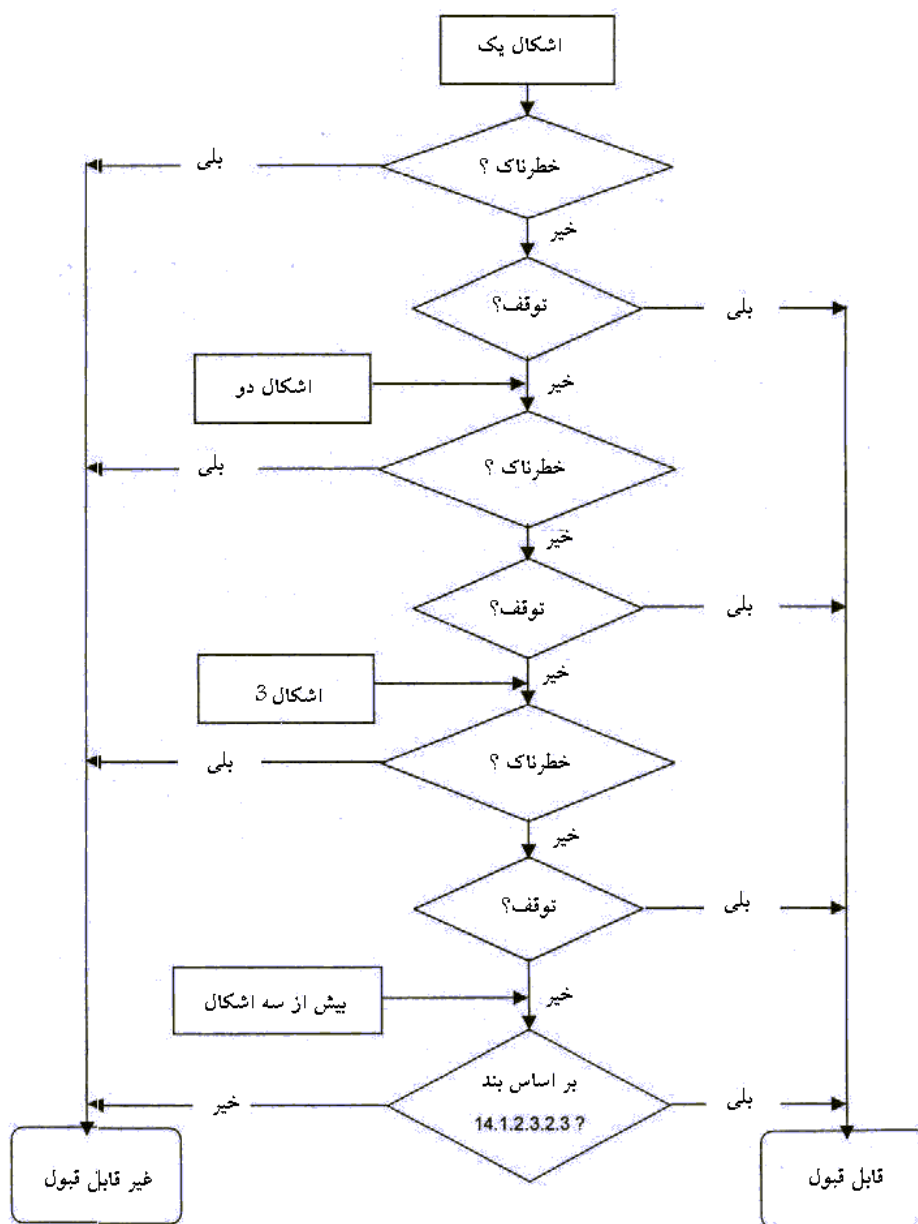 اشکال یک
خطرناک ؟
بلی
خیر
توقف؟
بلی
خیر
اشکال دو
خطرناک ؟
بلی
خیر
توقف؟
بلی
خیر
اشکال 3
خطرناک ؟
بلی
خیر
توقف؟
بلی
خیر
بیش از سه اشکال
بر اساس بند
14.1.2.3.2.3 ?
بلی
خیر
قابل قبول
غیر قابل قبول